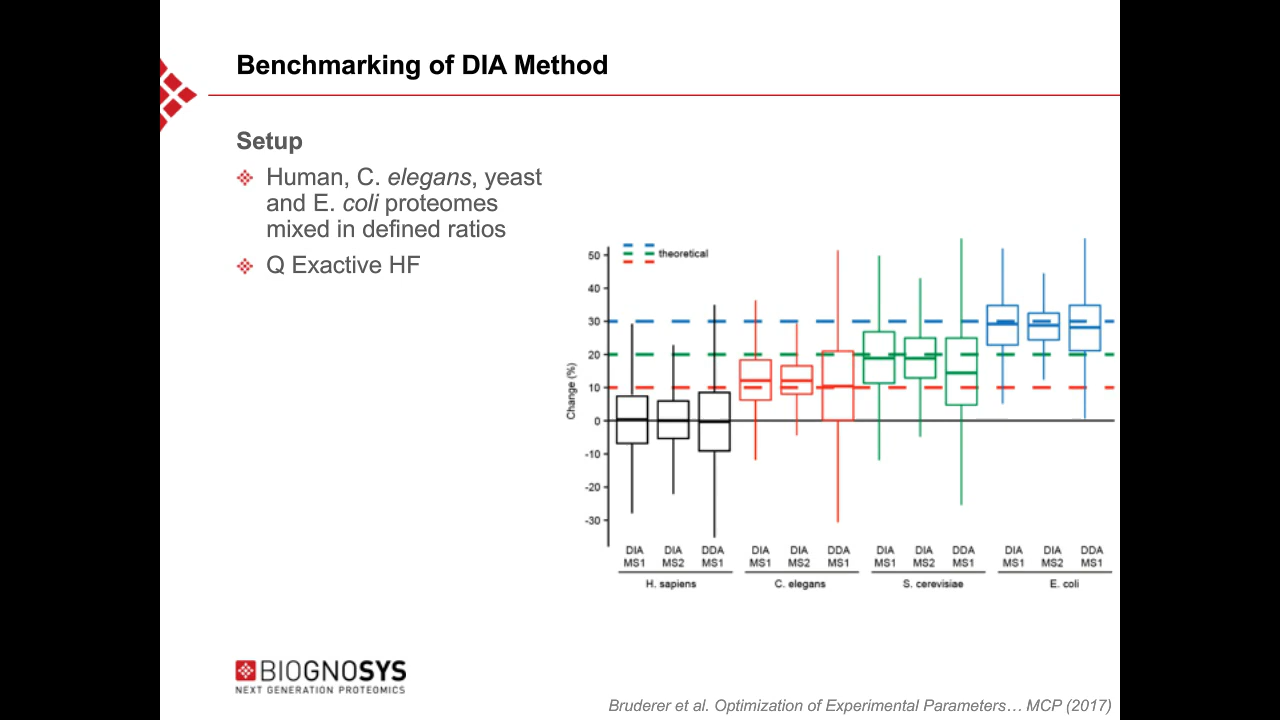 Benchmarking of DIA Method
Setup
Human, C. elegans, yeast
and E. coli proteomes
mixed in defined ratios
Q Exactive HF
theoretical
Change (%)
50
40
30
20
10
0
-10
-20
-30
DIA MS1
DIA MS2
DDA MS1
DIA MS1
DIA MS2
DDA MS1
DIA MS1
DIA MS2
DDA MS1
DIA MS1
DIA MS2
DDA MS1
H. sapiens
C. elegans
S. cerevisiae
E. coli
BIOGNOSYS
NEXT GENERATION PROTEOMICS
Bruderer et al. Optimization of Experimental Parameters… MCP (2017)